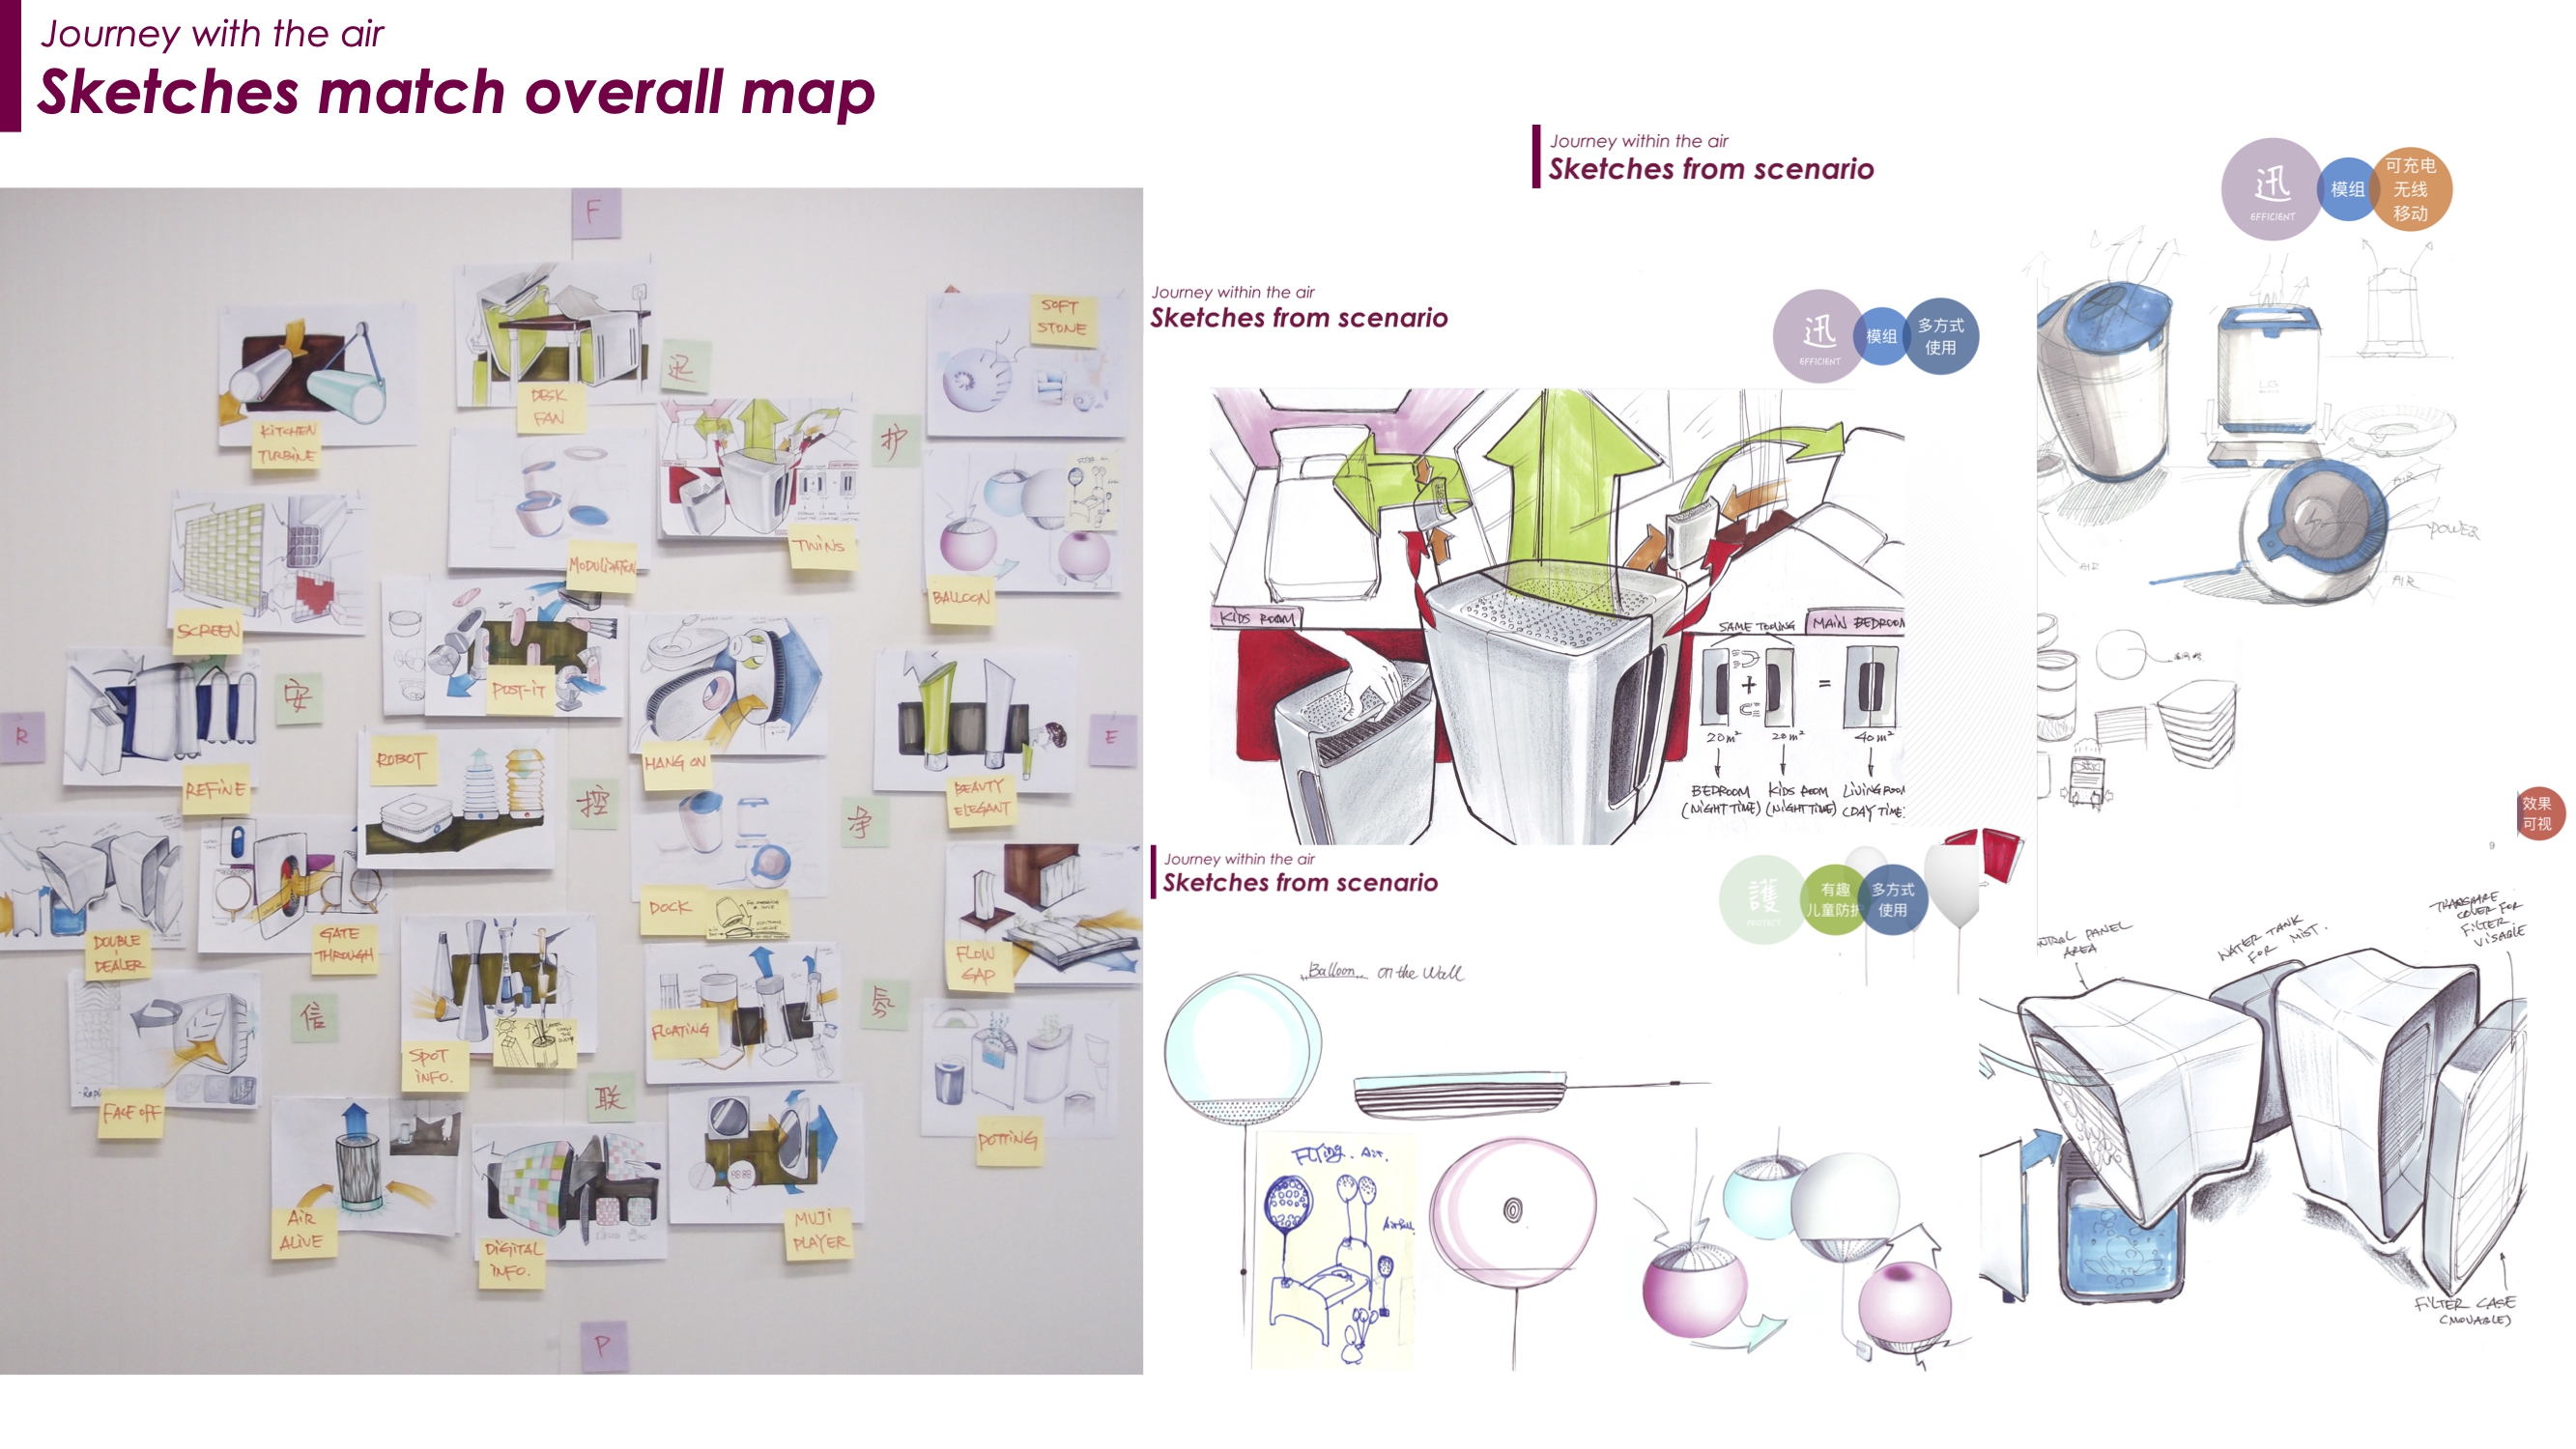 Journey with the air
Sketches match overall map
F
KITCHEN
TURBINE
DESK
FAN
迅
护
SOFT
STONE
SCREEN
MODULIZATION
TWINS
BALLOON
R
安
POST-IT
REFINE
ROBOT
控
HANG ON
净
BEAUTY
ELEGANT
E
DOUBLE
DEALER
GATE
THROUGH
DOCK
FLOW
GAP
信
SPOT
INFO.
FLOATING
FACE OFF
联
POTTING
AIR
ALIVE
DIGITAL
INFO.
MUJI
PLAYER
P
Journey within the air
Sketches from scenario
迅
EFFICIENT
模组
可充电
无线
移动
POWER
AIR
AIR
AIR
Journey within the air
Sketches from scenario
迅
EFFICIENT
模组
多方式
使用
KIDS ROOM
SAME TOOLING
MAIN BEDROOM
+
=
20m²
20m²
40m²
BEDROOM
(NIGHT TIME)
KIDS ROOM
(NIGHT TIME)
LIVING ROOM
(DAY TIME)
效果
可视
9
Journey within the air
Sketches from scenario
護
PROTECT
有趣
儿童防护
多方式
使用
Balloon on the Wall
Flying. Air.
AirBall
CONTROL PANEL
AREA
WATER TANK
FOR MIST.
COVER FOR
FILTER
VISABLE
FILTER CASE
(MOVABLE)